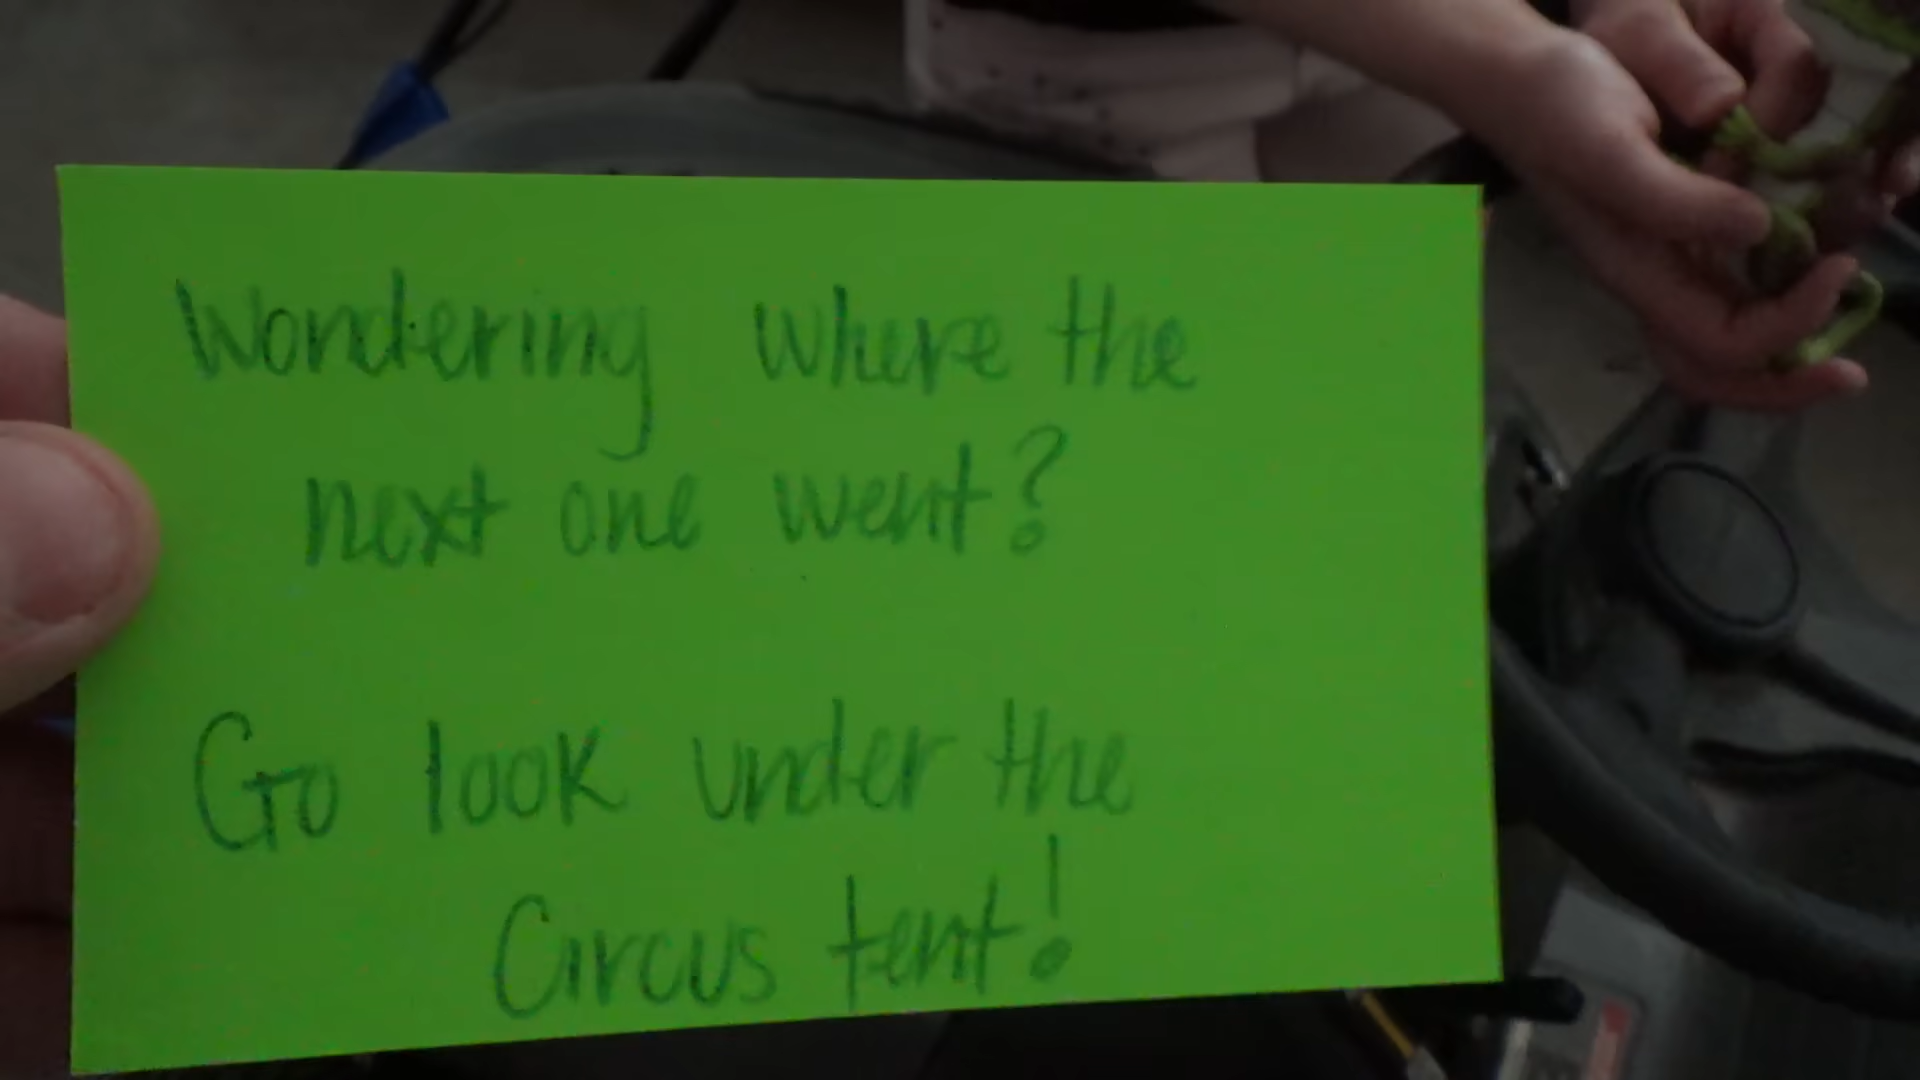 Wondering where the
next one went?
Go look under the
Circus tent!